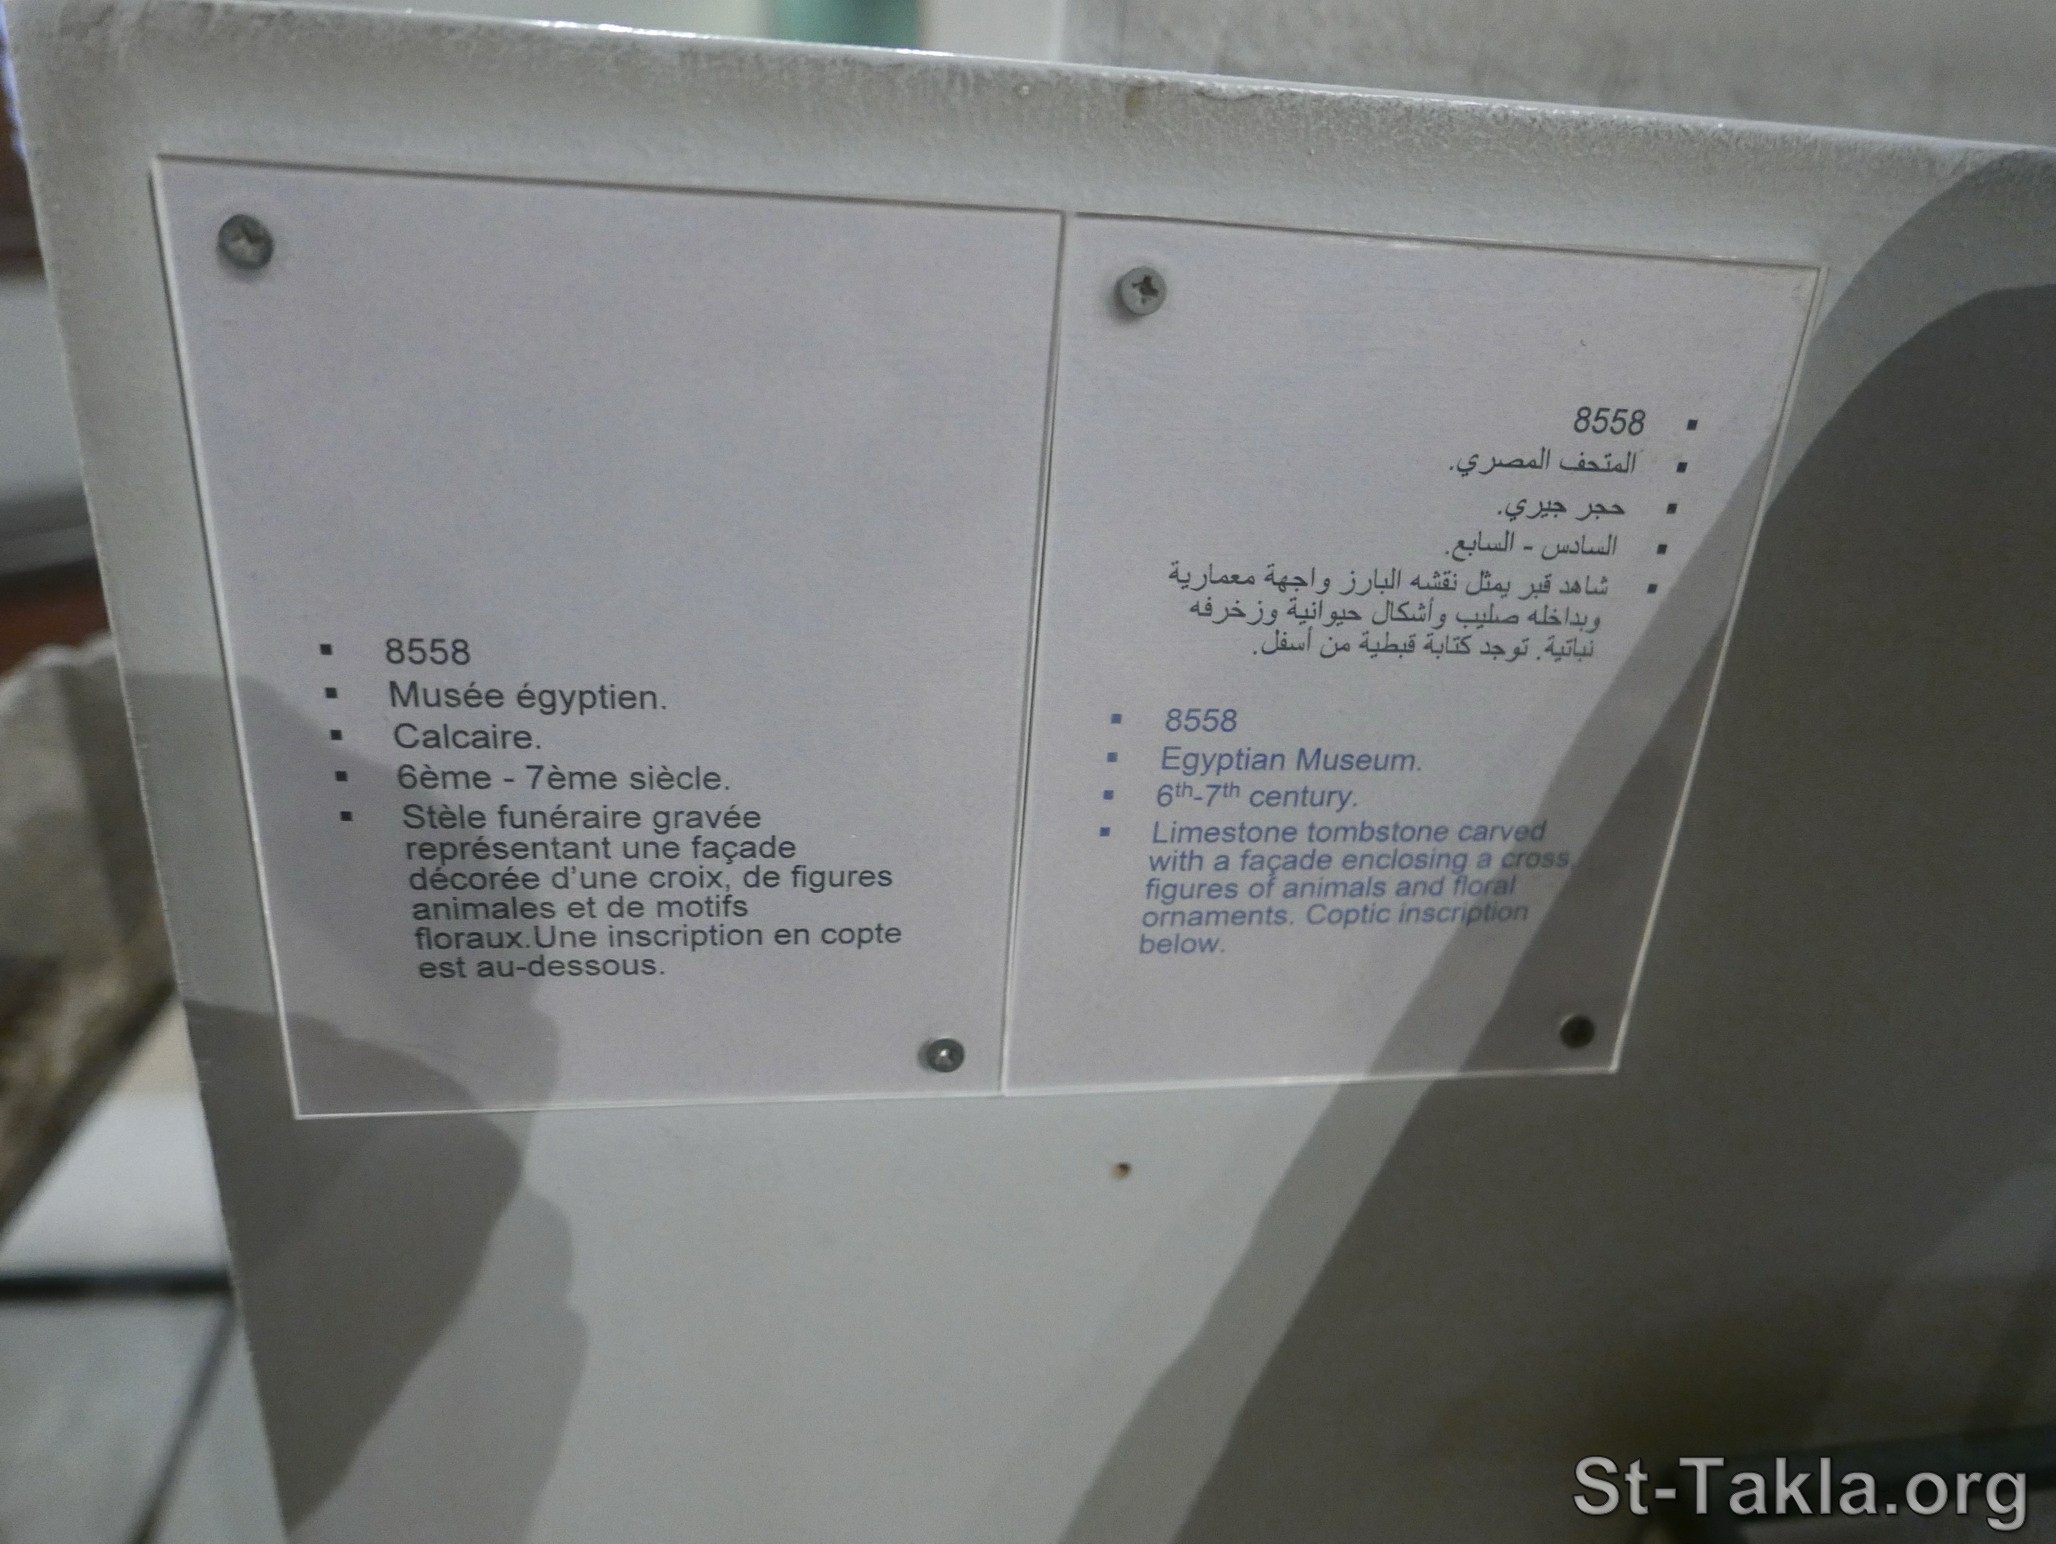 ▪ 8558
▪ Musée égyptien.
▪ Calcaire.
▪ 6ème - 7ème siècle.
▪ Stèle funéraire gravée
représentant une façade
décorée d'une croix, de figures
animales et de motifs
floraux.Une inscription en copte
est au-dessous.
▪ 8558
▪ المتحف المصري.
▪ حجر جيري.
▪ السادس - السابع.
▪ شاهد قبر يمثل نقشه البارز واجهة معمارية
وبداخله صليب وأشكال حيوانية وزخرفه
نباتية. توجد كتابة قبطية من أسفل.
▪ 8558
▪ Egyptian Museum.
▪ 6th-7th century.
▪ Limestone tombstone carved
with a façade enclosing a cross,
figures of animals and floral
ornaments. Coptic inscription
below.
St-Takla.org